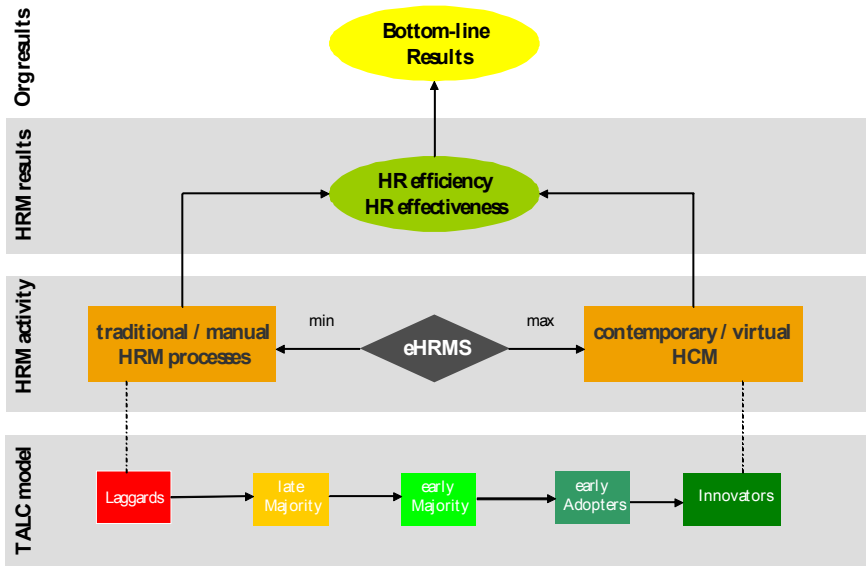 Org results
Bottom-line
Results
HRM results
HR efficiency
HR effectiveness
HRM activity
traditional / manual
HRM processes
min
eHRMS
max
contemporary / virtual
HCM
TALC model
Laggards
late
Majority
early
Majority
early
Adopters
Innovators